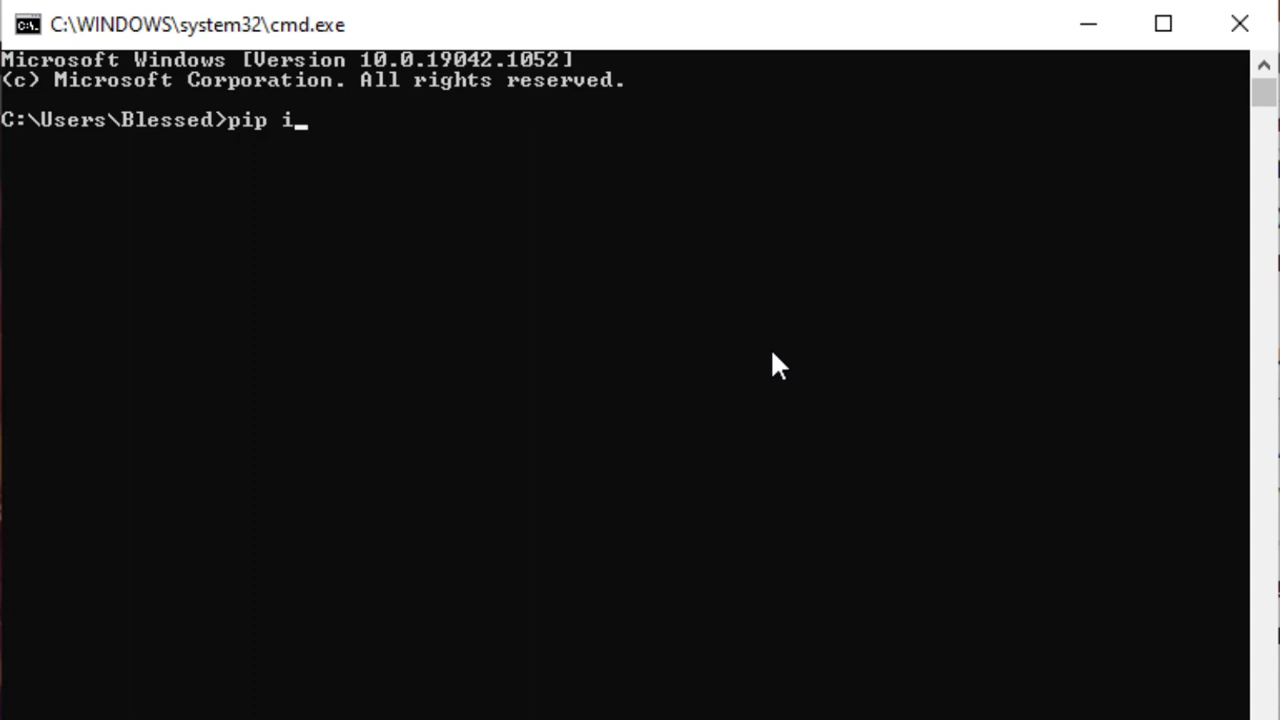 C:\WINDOWS\system32\cmd.exe
Microsoft Windows [Version 10.0.19042.1052]
(c) Microsoft Corporation. All rights reserved.
C:\Users\Blessed>pip i